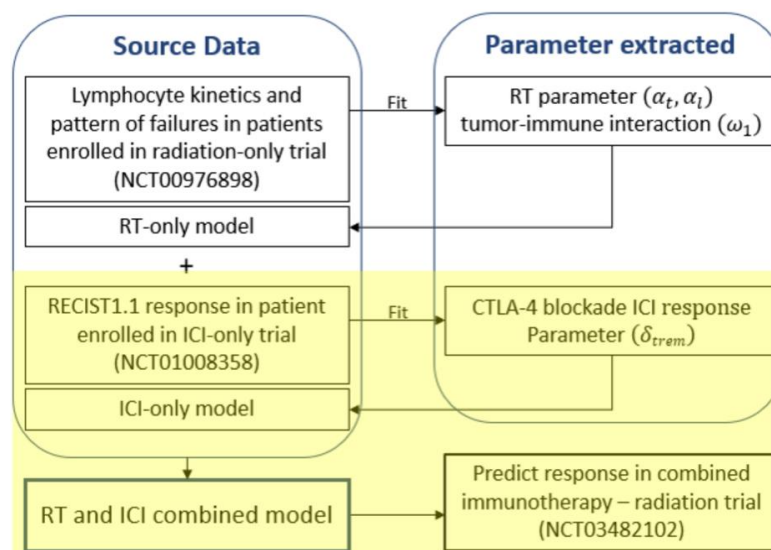 Source Data
Parameter extracted
Lymphocyte kinetics and
pattern of failures in patients
enrolled in radiation-only trial
(NCT00976898)
Fit
RT parameter (αₜ, αₗ)
tumor-immune interaction (ω₁)
RT-only model
+
RECIST1.1 response in patient
enrolled in ICI-only trial
(NCT01008358)
Fit
CTLA-4 blockade ICI response
Parameter (δₜᵣₑₘ)
ICI-only model
RT and ICI combined model
Predict response in combined
immunotherapy – radiation trial
(NCT03482102)